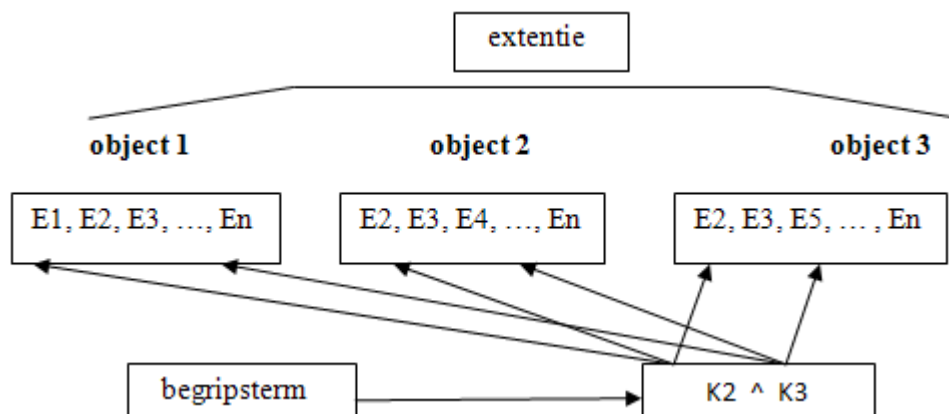 extentie
object 1 object 2 object 3
E1, E2, E3, …, En E2, E3, E4, …, En E2, E3, E5, … , En
begripsterm K2 ^ K3